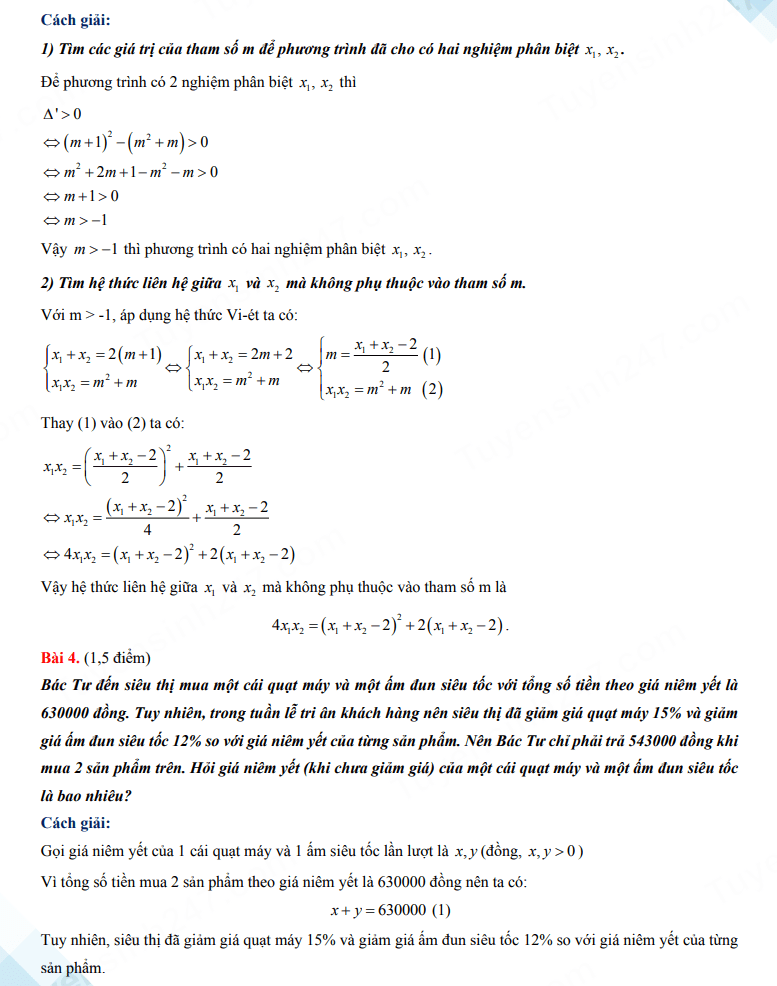 Cách giải:
1) Tìm các giá trị của tham số m để phương trình đã cho có hai nghiệm phân biệt x₁, x₂.
Để phương trình có 2 nghiệm phân biệt x₁, x₂ thì
Δ' > 0
⇔ (m+1)² − (m² + m) > 0
⇔ m² + 2m + 1 − m² − m > 0
⇔ m + 1 > 0
⇔ m > −1
Vậy m > −1 thì phương trình có hai nghiệm phân biệt x₁, x₂.
2) Tìm hệ thức liên hệ giữa x₁ và x₂ mà không phụ thuộc vào tham số m.
Với m > -1, áp dụng hệ thức Vi-ét ta có:
{x₁ + x₂ = 2(m+1); x₁x₂ = m² + m ⇔ {x₁ + x₂ = 2m + 2; x₁x₂ = m² + m ⇔ {m = (x₁ + x₂ − 2)/2 (1); x₁x₂ = m² + m (2)
Thay (1) vào (2) ta có:
x₁x₂ = ((x₁ + x₂ − 2)/2)² + (x₁ + x₂ − 2)/2
⇔ x₁x₂ = (x₁ + x₂ − 2)²/4 + (x₁ + x₂ − 2)/2
⇔ 4x₁x₂ = (x₁ + x₂ − 2)² + 2(x₁ + x₂ − 2)
Vậy hệ thức liên hệ giữa x₁ và x₂ mà không phụ thuộc vào tham số m là
4x₁x₂ = (x₁ + x₂ − 2)² + 2(x₁ + x₂ − 2).
Bài 4. (1,5 điểm)
Bác Tư đến siêu thị mua một cái quạt máy và một ấm đun siêu tốc với tổng số tiền theo giá niêm yết là
630000 đồng. Tuy nhiên, trong tuần lễ tri ân khách hàng nên siêu thị đã giảm giá quạt máy 15% và giảm
giá ấm đun siêu tốc 12% so với giá niêm yết của từng sản phẩm. Nên Bác Tư chỉ phải trả 543000 đồng khi
mua 2 sản phẩm trên. Hỏi giá niêm yết (khi chưa giảm giá) của một cái quạt máy và một ấm đun siêu tốc
là bao nhiêu?
Cách giải:
Gọi giá niêm yết của 1 cái quạt máy và 1 ấm siêu tốc lần lượt là x, y (đồng, x, y > 0)
Vì tổng số tiền mua 2 sản phẩm theo giá niêm yết là 630000 đồng nên ta có:
x + y = 630000 (1)
Tuy nhiên, siêu thị đã giảm giá quạt máy 15% và giảm giá ấm đun siêu tốc 12% so với giá niêm yết của từng
sản phẩm.